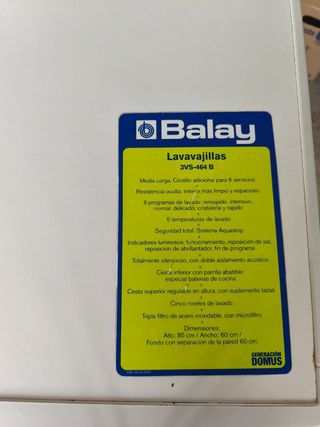 Balay
Lavavajillas
3VS-464 B
Media carga. Cestillo adicional para 6 servicios
Resistencia oculta: interior más limpio y espacioso
6 programas de lavado: remojado, intensivo,
normal, delicado, cristalería y rápido
5 temperaturas de lavado
Seguridad total: Sistema Aquastop
Indicadores luminosos: funcionamiento, reposición de sal,
reposición de abrillantador, fin de programa
Totalmente silencioso, con doble aislamiento acústico
Cesta inferior con parrilla abatible:
especial baterías de cocina
Cesta superior regulable en altura, con suplemento tazas
Cinco niveles de lavado
Triple filtro de acero inoxidable, con microfiltro
Dimensiones:
Alto: 85 cm / Ancho: 60 cm /
Fondo con separación de la pared 60 cm
GENERACIÓN
DOMUS